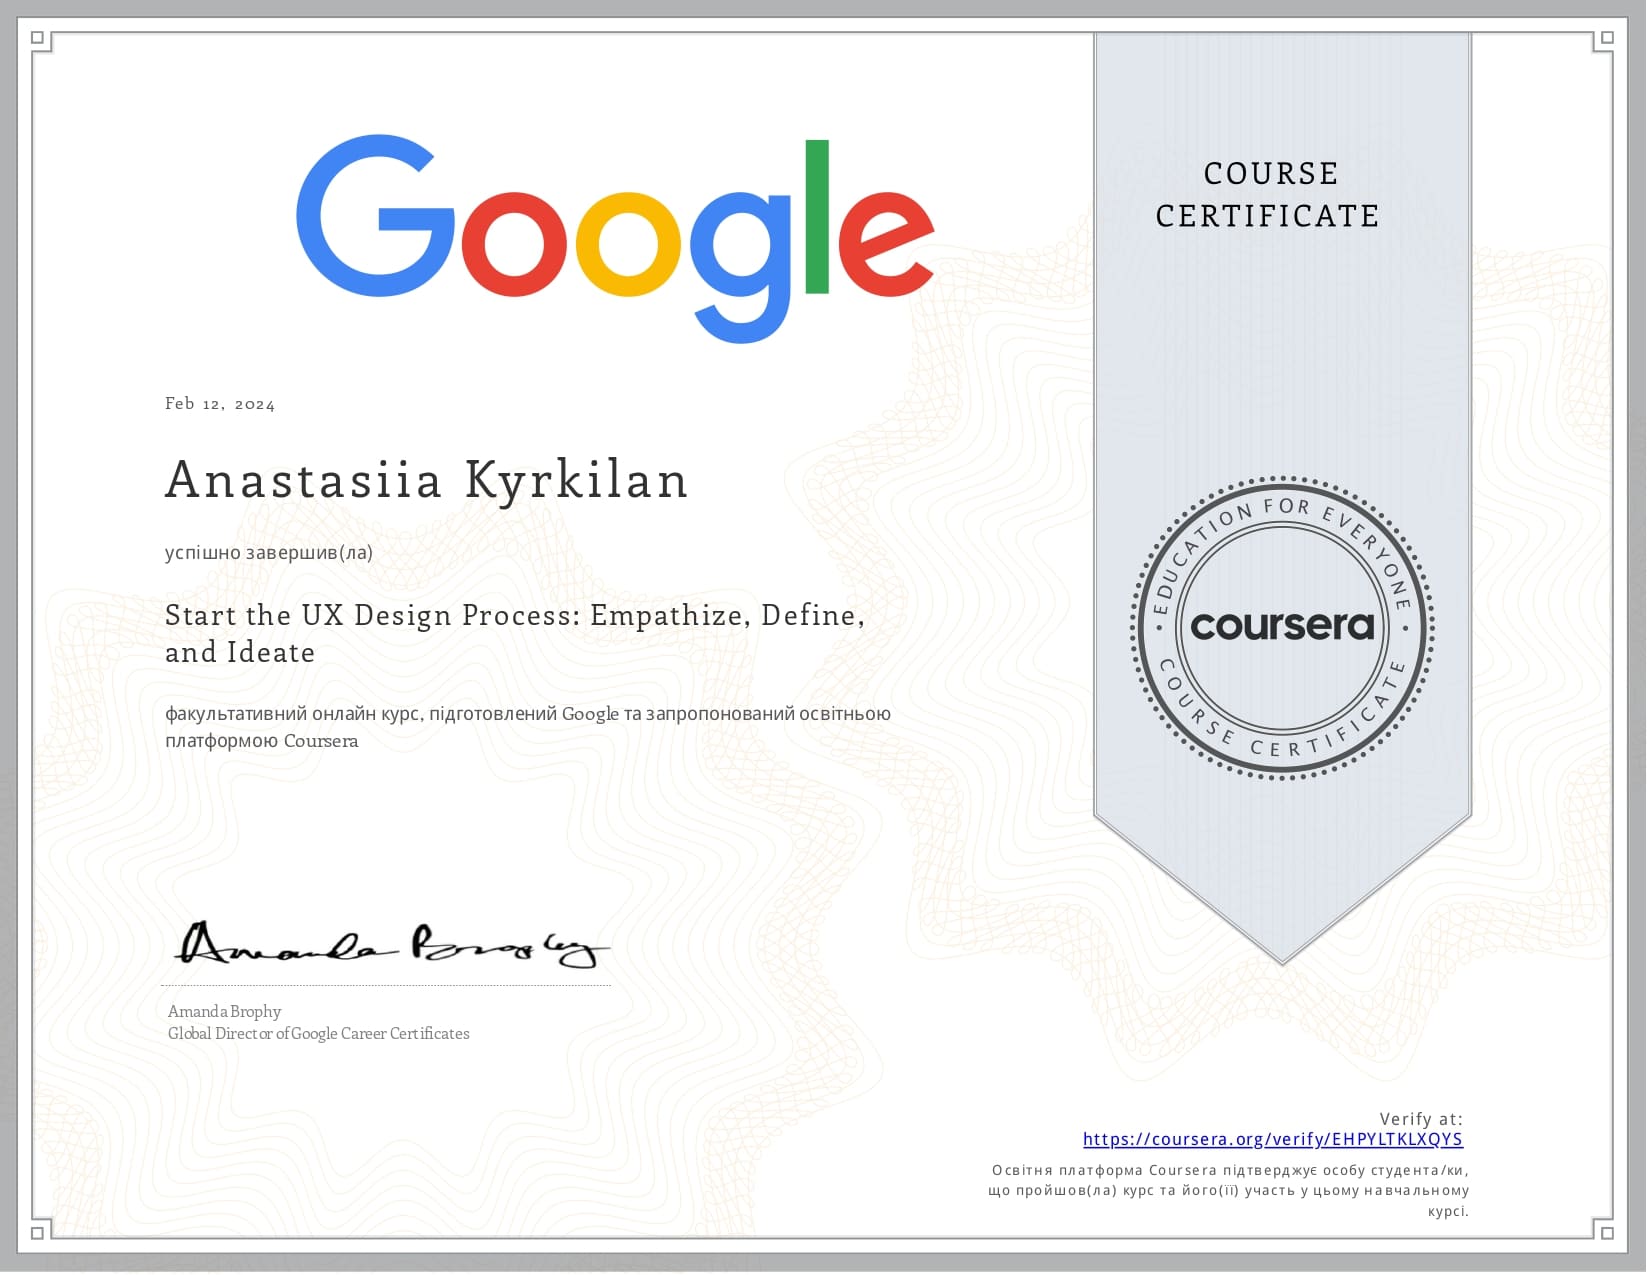 Google
COURSE
CERTIFICATE
Feb 12, 2024
Anastasiia Kyrkilan
успішно завершив(ла)
Start the UX Design Process: Empathize, Define,
and Ideate
факультативний онлайн курс, підготовлений Google та запропонований освітньою
платформою Coursera
EDUCATION FOR EVERYONE
coursera
COURSE CERTIFICATE
Amanda Brophy
Amanda Brophy
Global Director of Google Career Certificates
Verify at:
https://coursera.org/verify/EHPYLTKLXQYS
Освітня платформа Coursera підтверджує особу студента/ки,
що пройшов(ла) курс та його(її) участь у цьому навчальному
курсі.